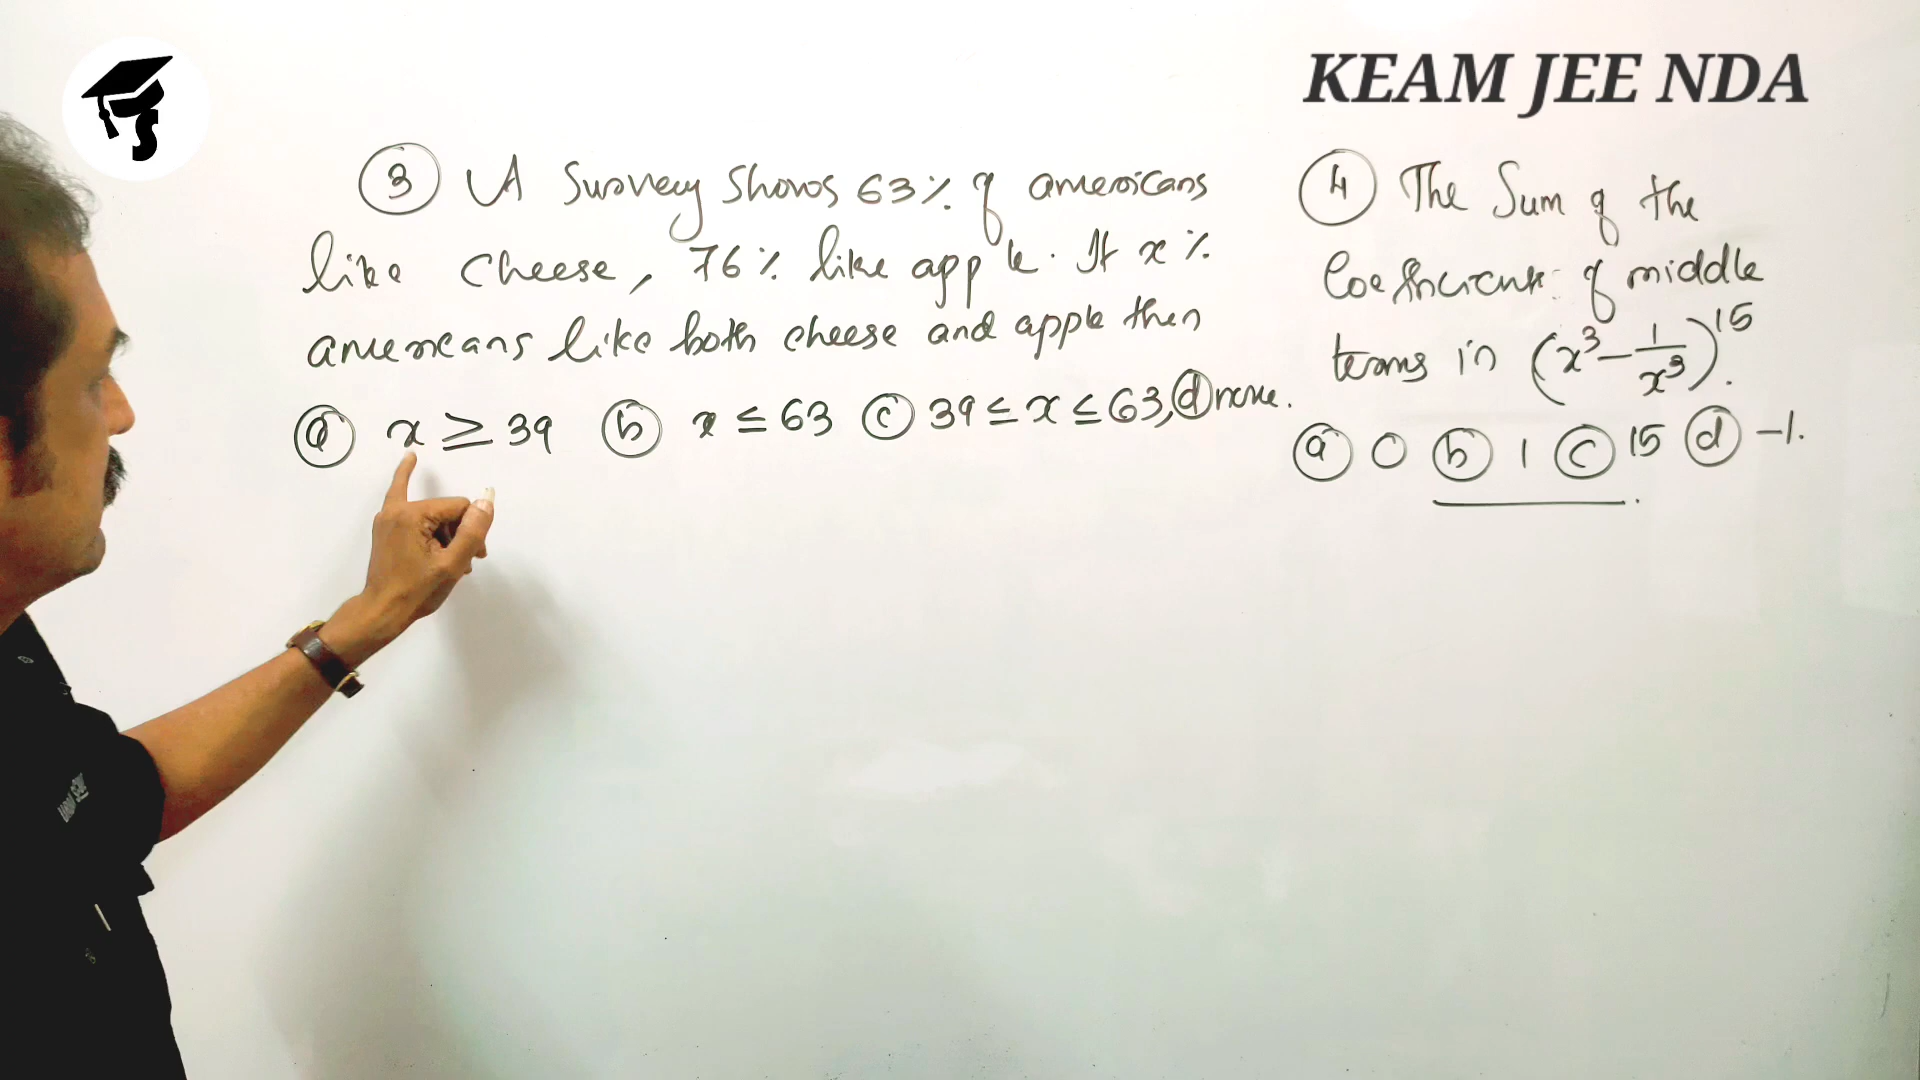 KEAM JEE NDA
③ A Survey Shows 63% of americans
like cheese, 76% like apple. If x%
americans like both cheese and apple then
ⓐ x ≥ 39 ⓑ x ≤ 63 ⓒ 39 ≤ x ≤ 63, ⓓ none.
④ The Sum of the
Coefficient of middle
terms in (x³ - 1/x³)¹⁵.
ⓐ 0 ⓑ 1 ⓒ 15 ⓓ -1.